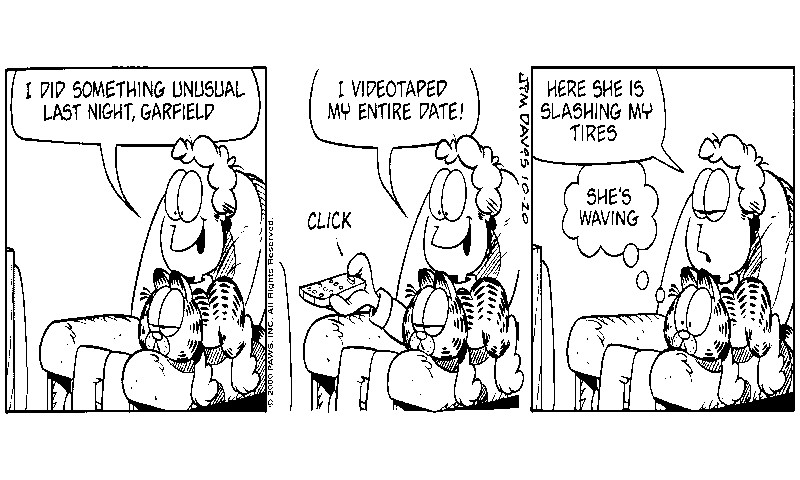 I DID SOMETHING UNUSUAL
LAST NIGHT, GARFIELD
© 2000 PAWS, INC. All Rights Reserved.
I VIDEOTAPED
MY ENTIRE DATE!
CLICK
JIM DAVIS 10-20
HERE SHE IS
SLASHING MY
TIRES
SHE'S
WAVING